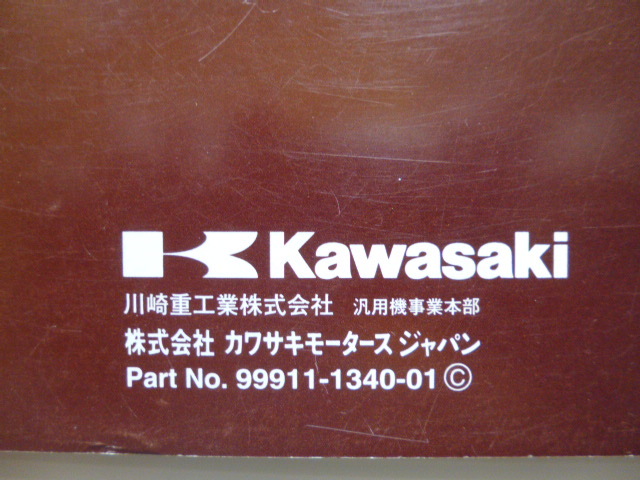 Kawasaki
川崎重工業株式会社 汎用機事業本部
株式会社 カワサキモータースジャパン
Part No. 99911-1340-01 ©